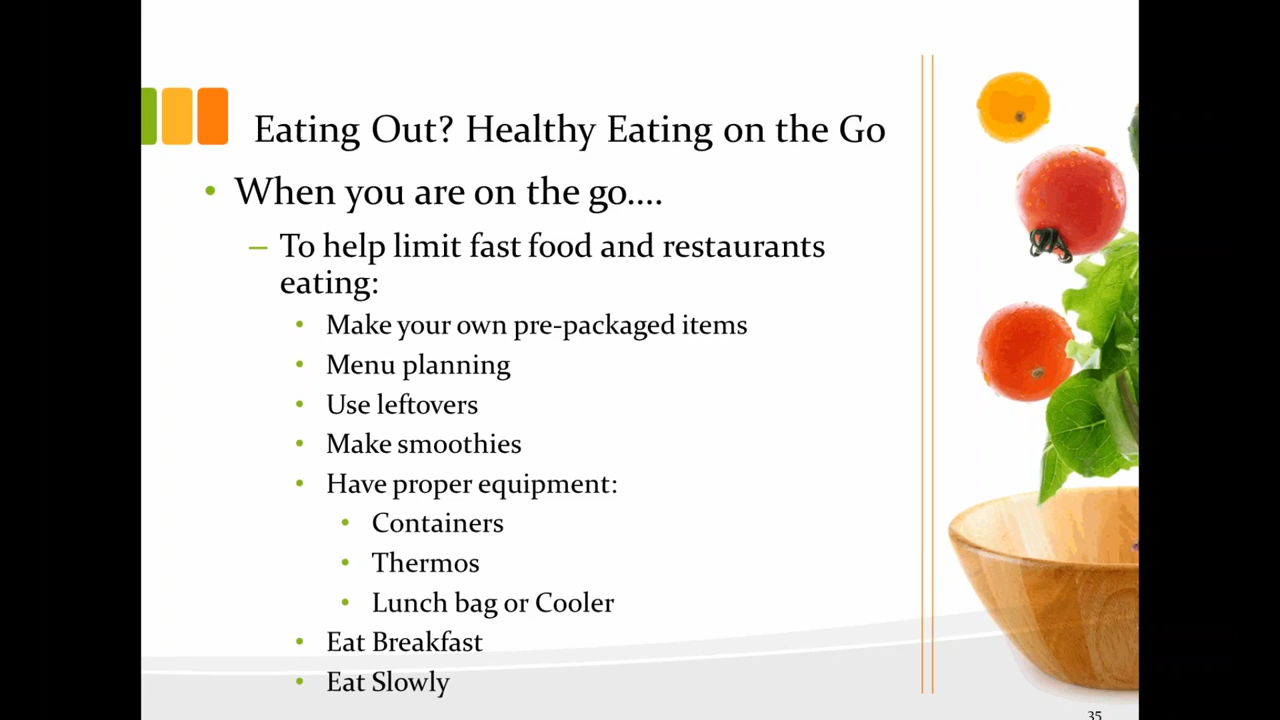 Eating Out? Healthy Eating on the Go
• When you are on the go....
– To help limit fast food and restaurants
eating:
• Make your own pre-packaged items
• Menu planning
• Use leftovers
• Make smoothies
• Have proper equipment:
• Containers
• Thermos
• Lunch bag or Cooler
• Eat Breakfast
• Eat Slowly
35